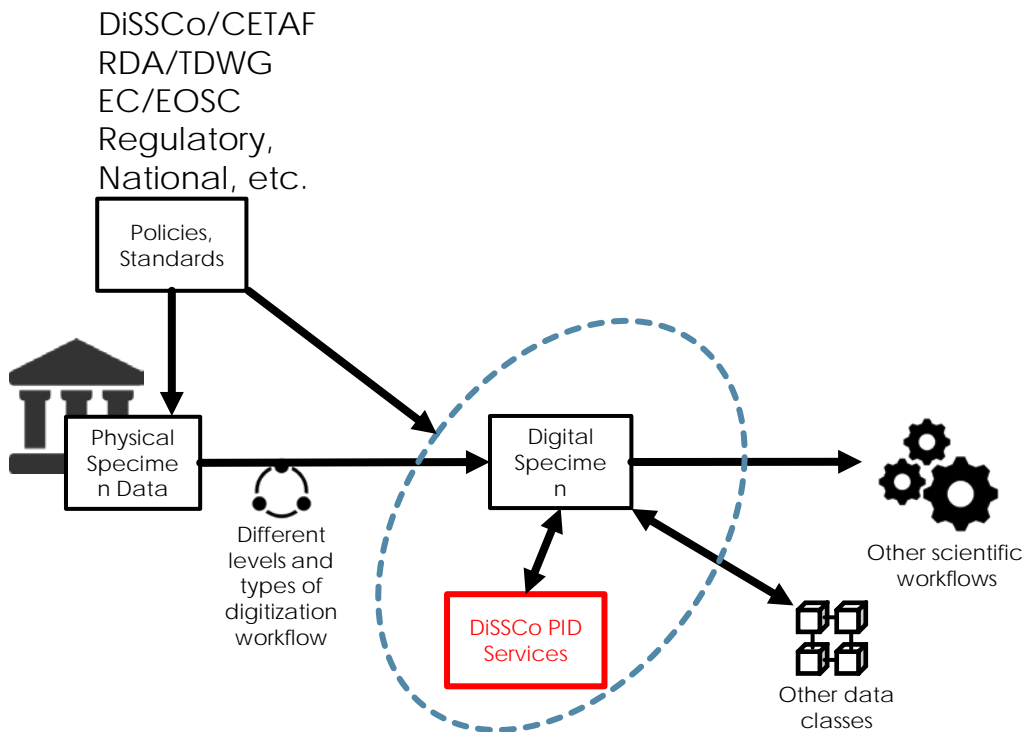 DiSSCo/CETAF
RDA/TDWG
EC/EOSC
Regulatory,
National, etc.
Policies,
Standards
Physical
Specime
n Data
Different
levels and
types of
digitization
workflow
Digital
Specime
n
DiSSCo PID
Services
Other scientific
workflows
Other data
classes